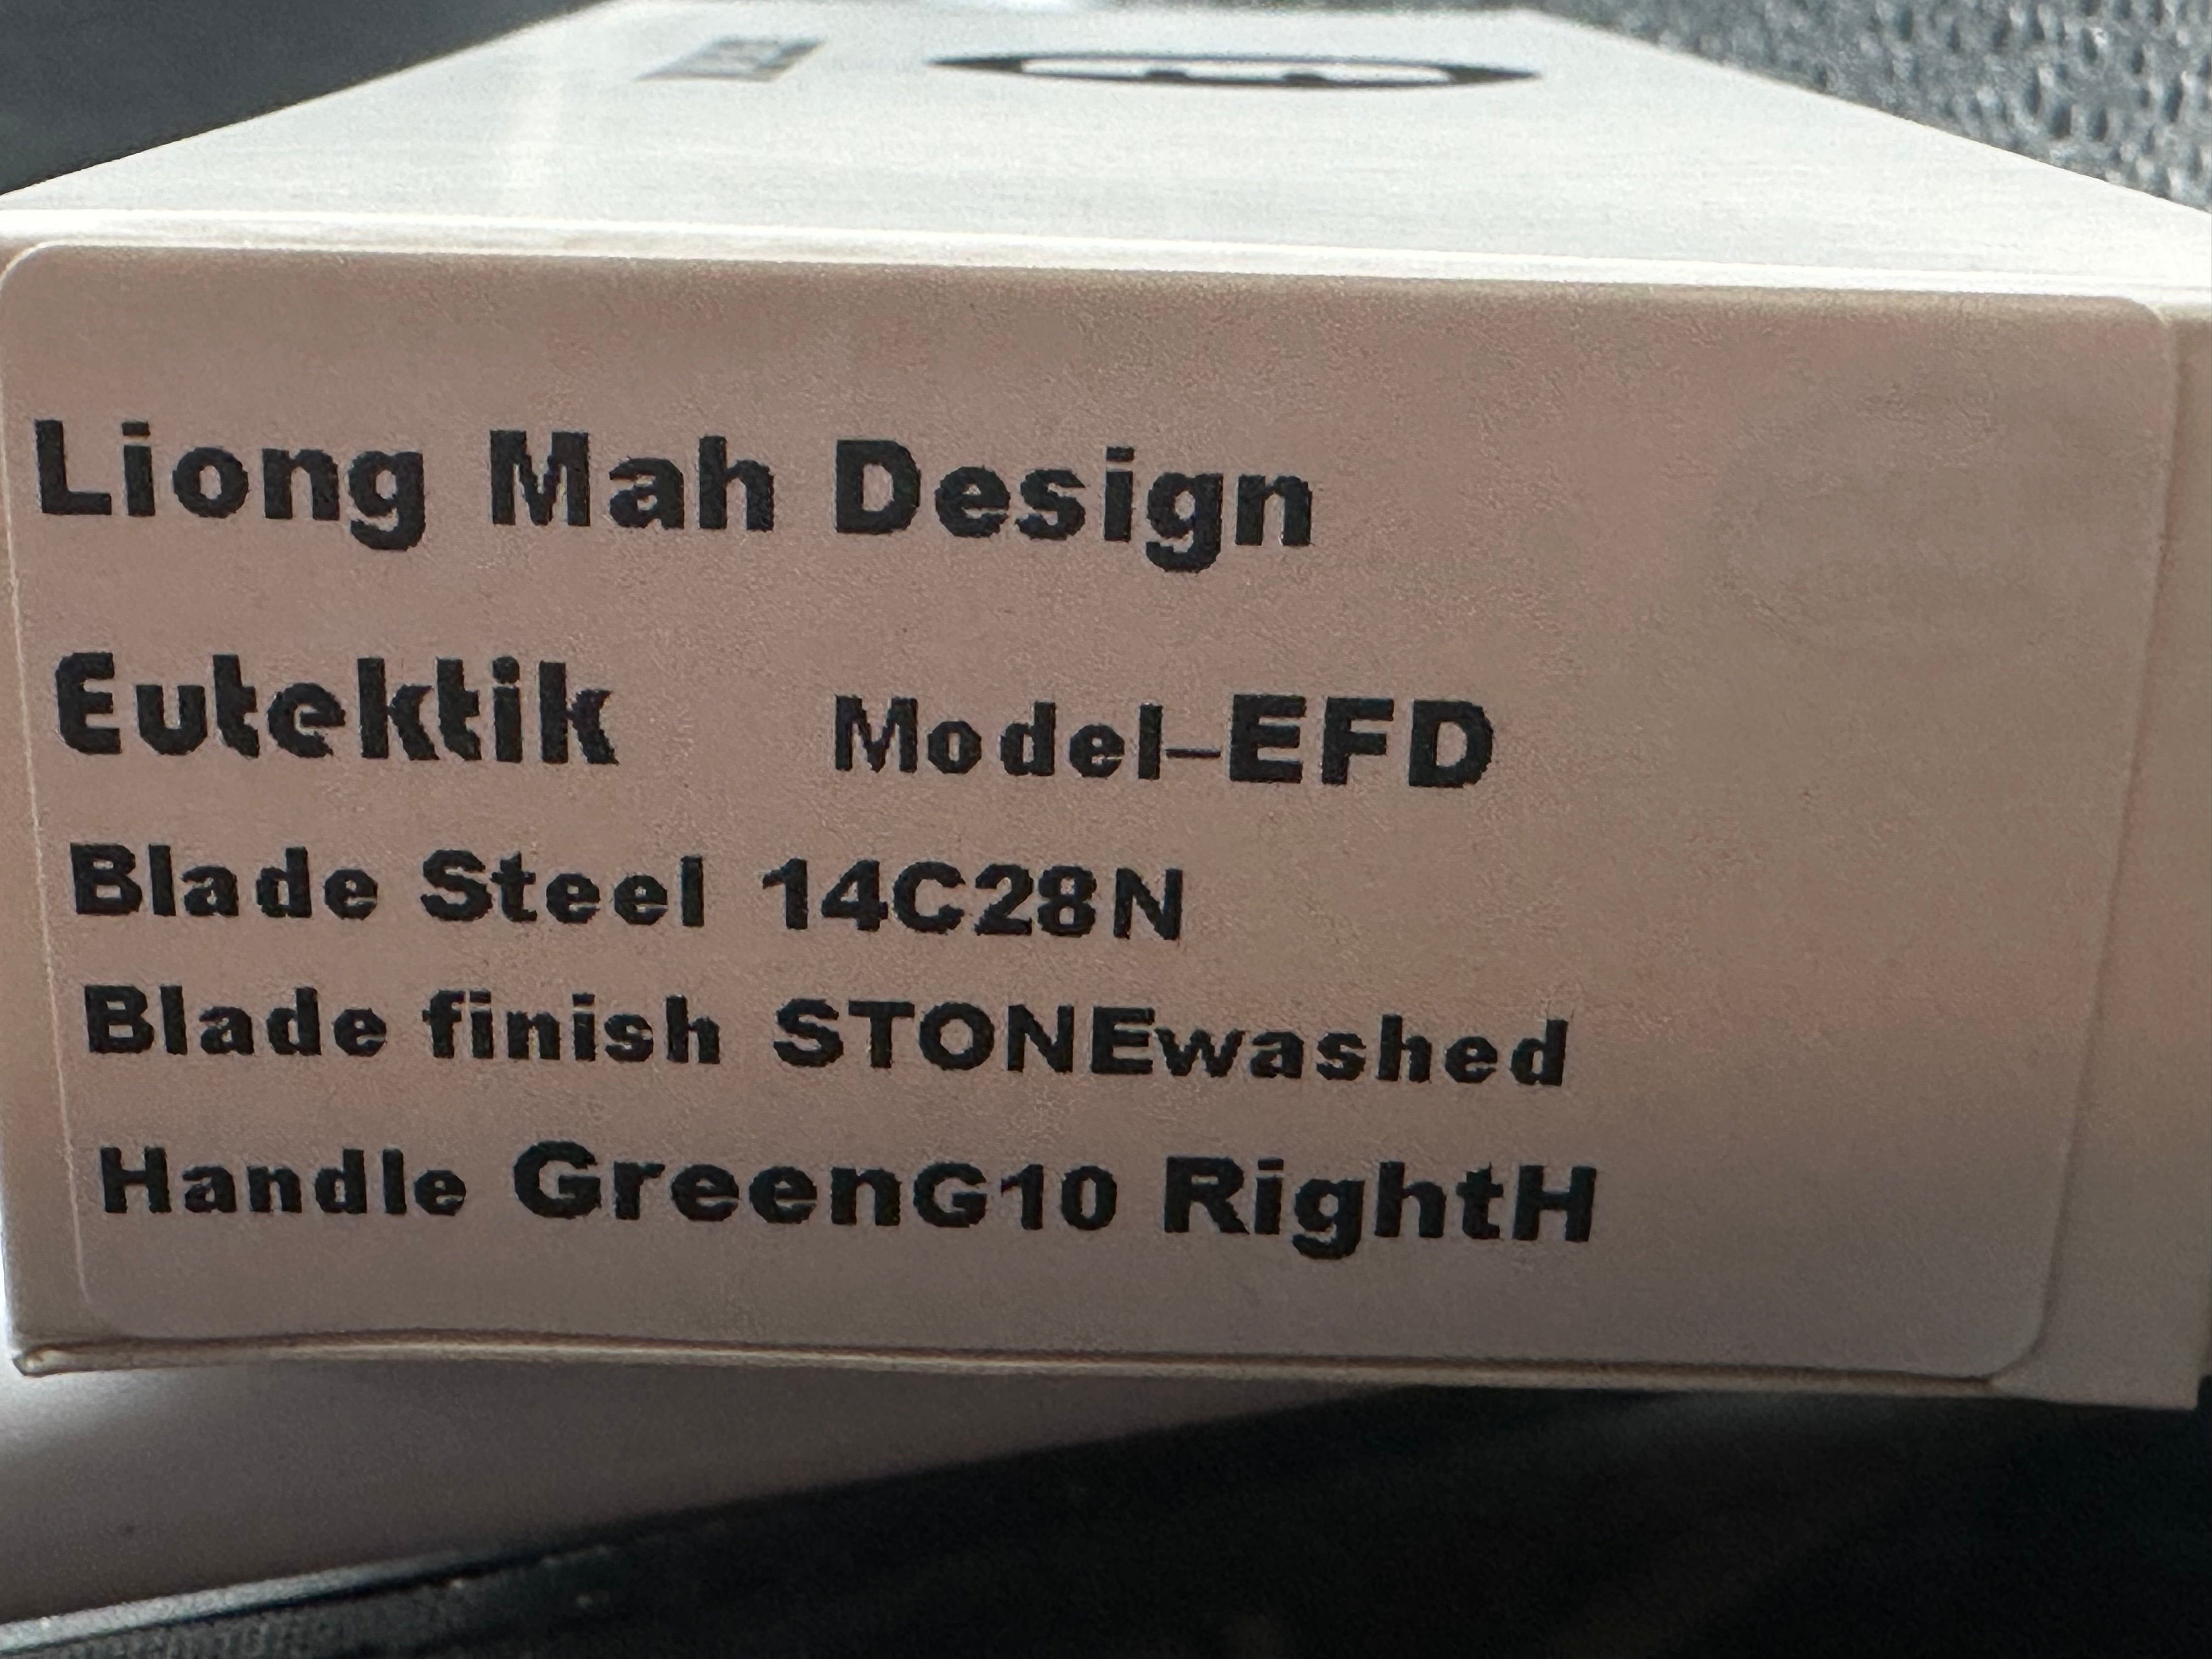 Liong Mah Design
Eutektik Model-EFD
Blade Steel 14C28N
Blade finish STONEwashed
Handle GreenG10 RightH